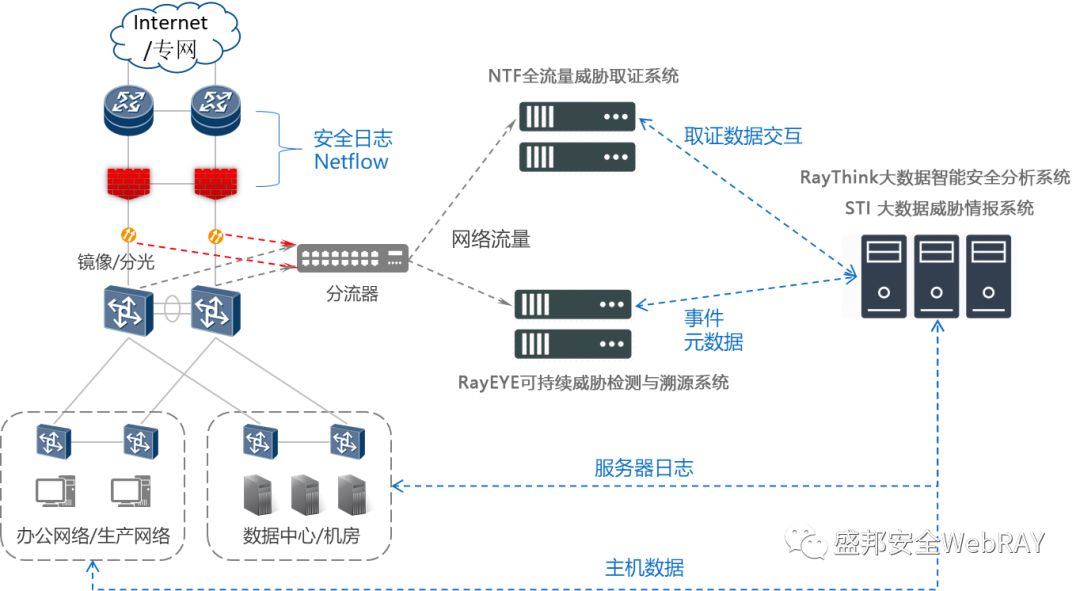 Internet
/专网
NTF全流量威胁取证系统
安全日志
Netflow
取证数据交互
RayThink大数据智能安全分析系统
STI 大数据威胁情报系统
网络流量
镜像/分光
分流器
事件
元数据
RayEYE可持续威胁检测与溯源系统
服务器日志
办公网络/生产网络
数据中心/机房
盛邦安全WebRAY
主机数据